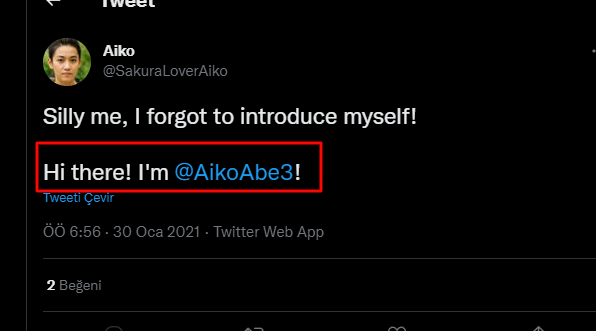 Tweet
Aiko
@SakuraLoverAiko
Silly me, I forgot to introduce myself!
Hi there! I'm @AikoAbe3!
Tweeti Çevir
ÖÖ 6:56 · 30 Oca 2021 · Twitter Web App
2 Beğeni